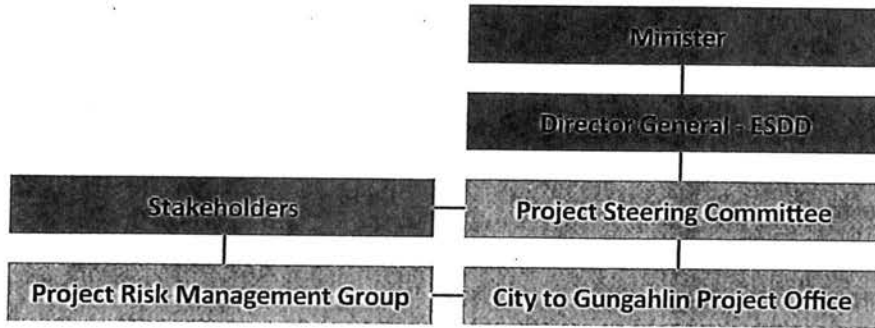 Minister
Director General - ESDD
Stakeholders
Project Steering Committee
Project Risk Management Group
City to Gungahlin Project Office